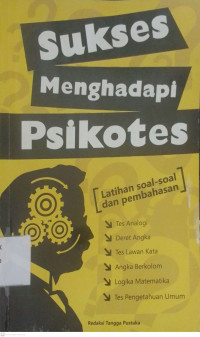 Sukses
Menghadapi
Psikotes
[Latihan soal-soal
dan pembahasan]
Tes Analogi
Deret Angka
Tes Lawan Kata
Angka Berkolom
Logika Matematika
Tes Pengetahuan Umum
Redaksi Tangga Pustaka